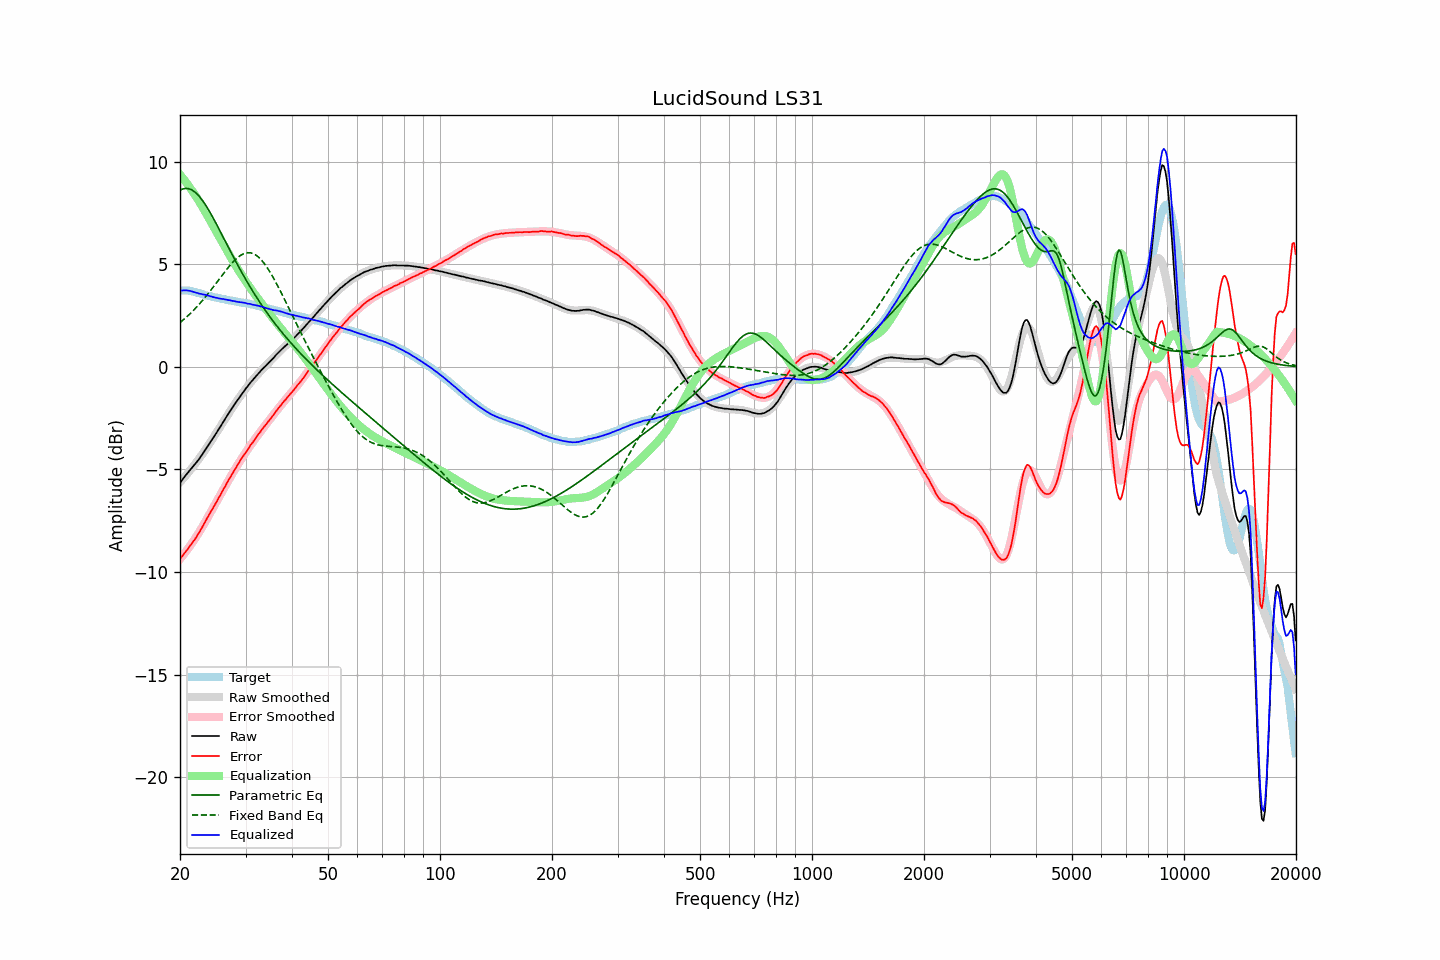 LucidSound LS31
Amplitude (dBr)
10
5
0
−5
−10
−15
−20
Target
Raw Smoothed
Error Smoothed
Raw
Error
Equalization
Parametric Eq
Fixed Band Eq
Equalized
20 50 100 200 500 1000 2000 5000 10000 20000
Frequency (Hz)